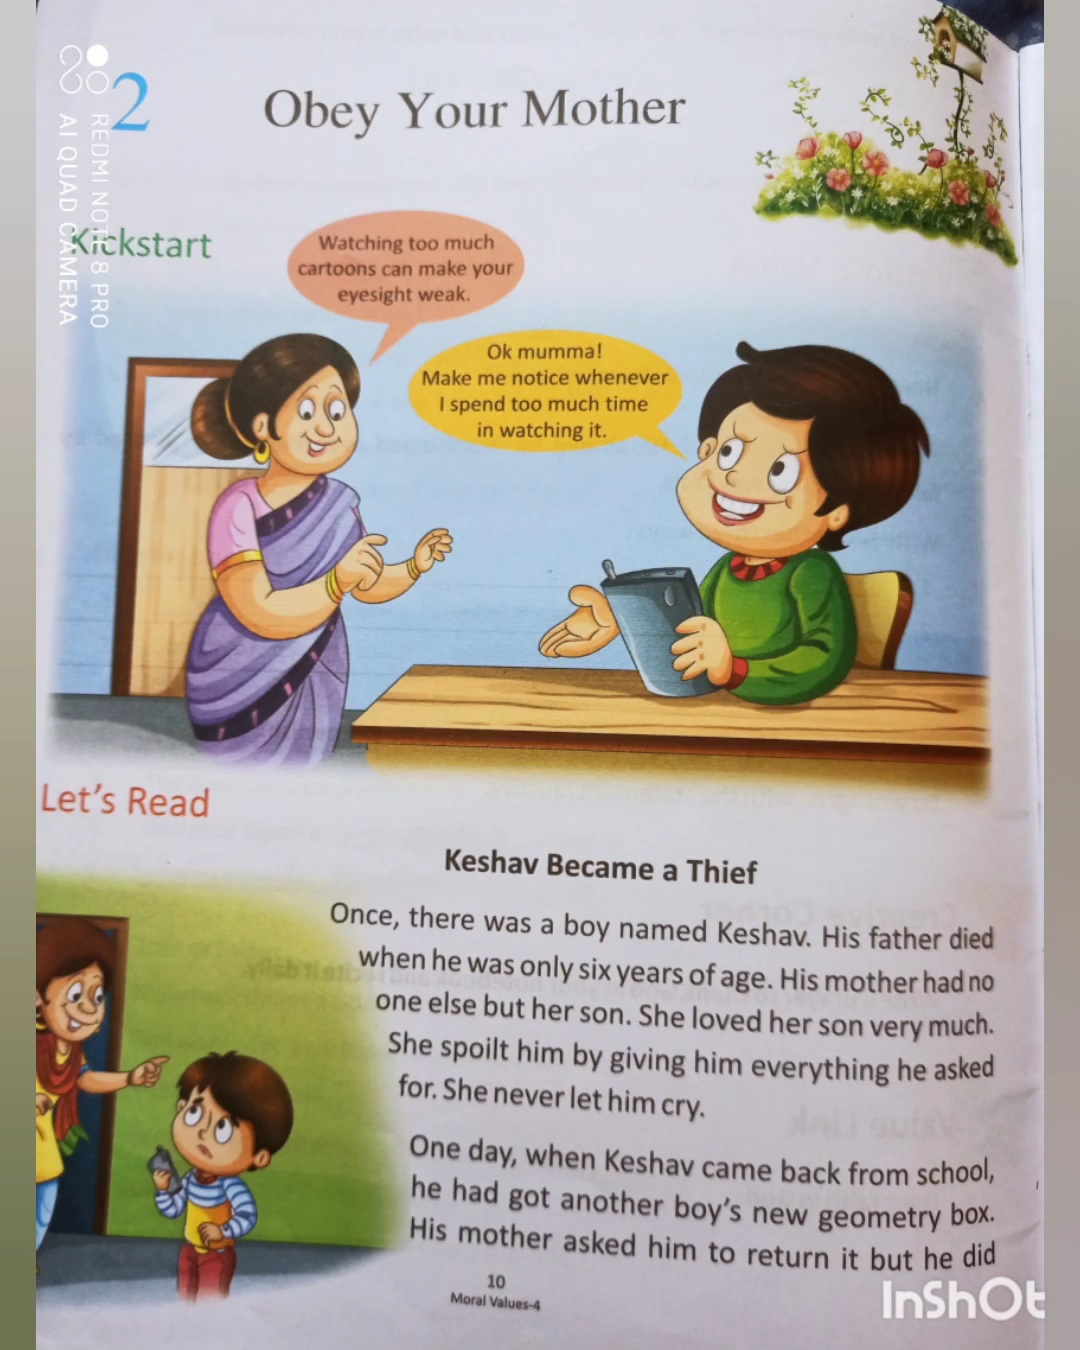 2
Obey Your Mother
REDMI NOTE 8 PRO
AI QUAD CAMERA
Kickstart
Watching too much
cartoons can make your
eyesight weak.
Ok mumma!
Make me notice whenever
I spend too much time
in watching it.
Let's Read
Keshav Became a Thief
Once, there was a boy named Keshav. His father died
when he was only six years of age. His mother had no
one else but her son. She loved her son very much.
She spoilt him by giving him everything he asked
for. She never let him cry.
One day, when Keshav came back from school,
he had got another boy's new geometry box.
His mother asked him to return it but he did
10
Moral Values-4
InShOt